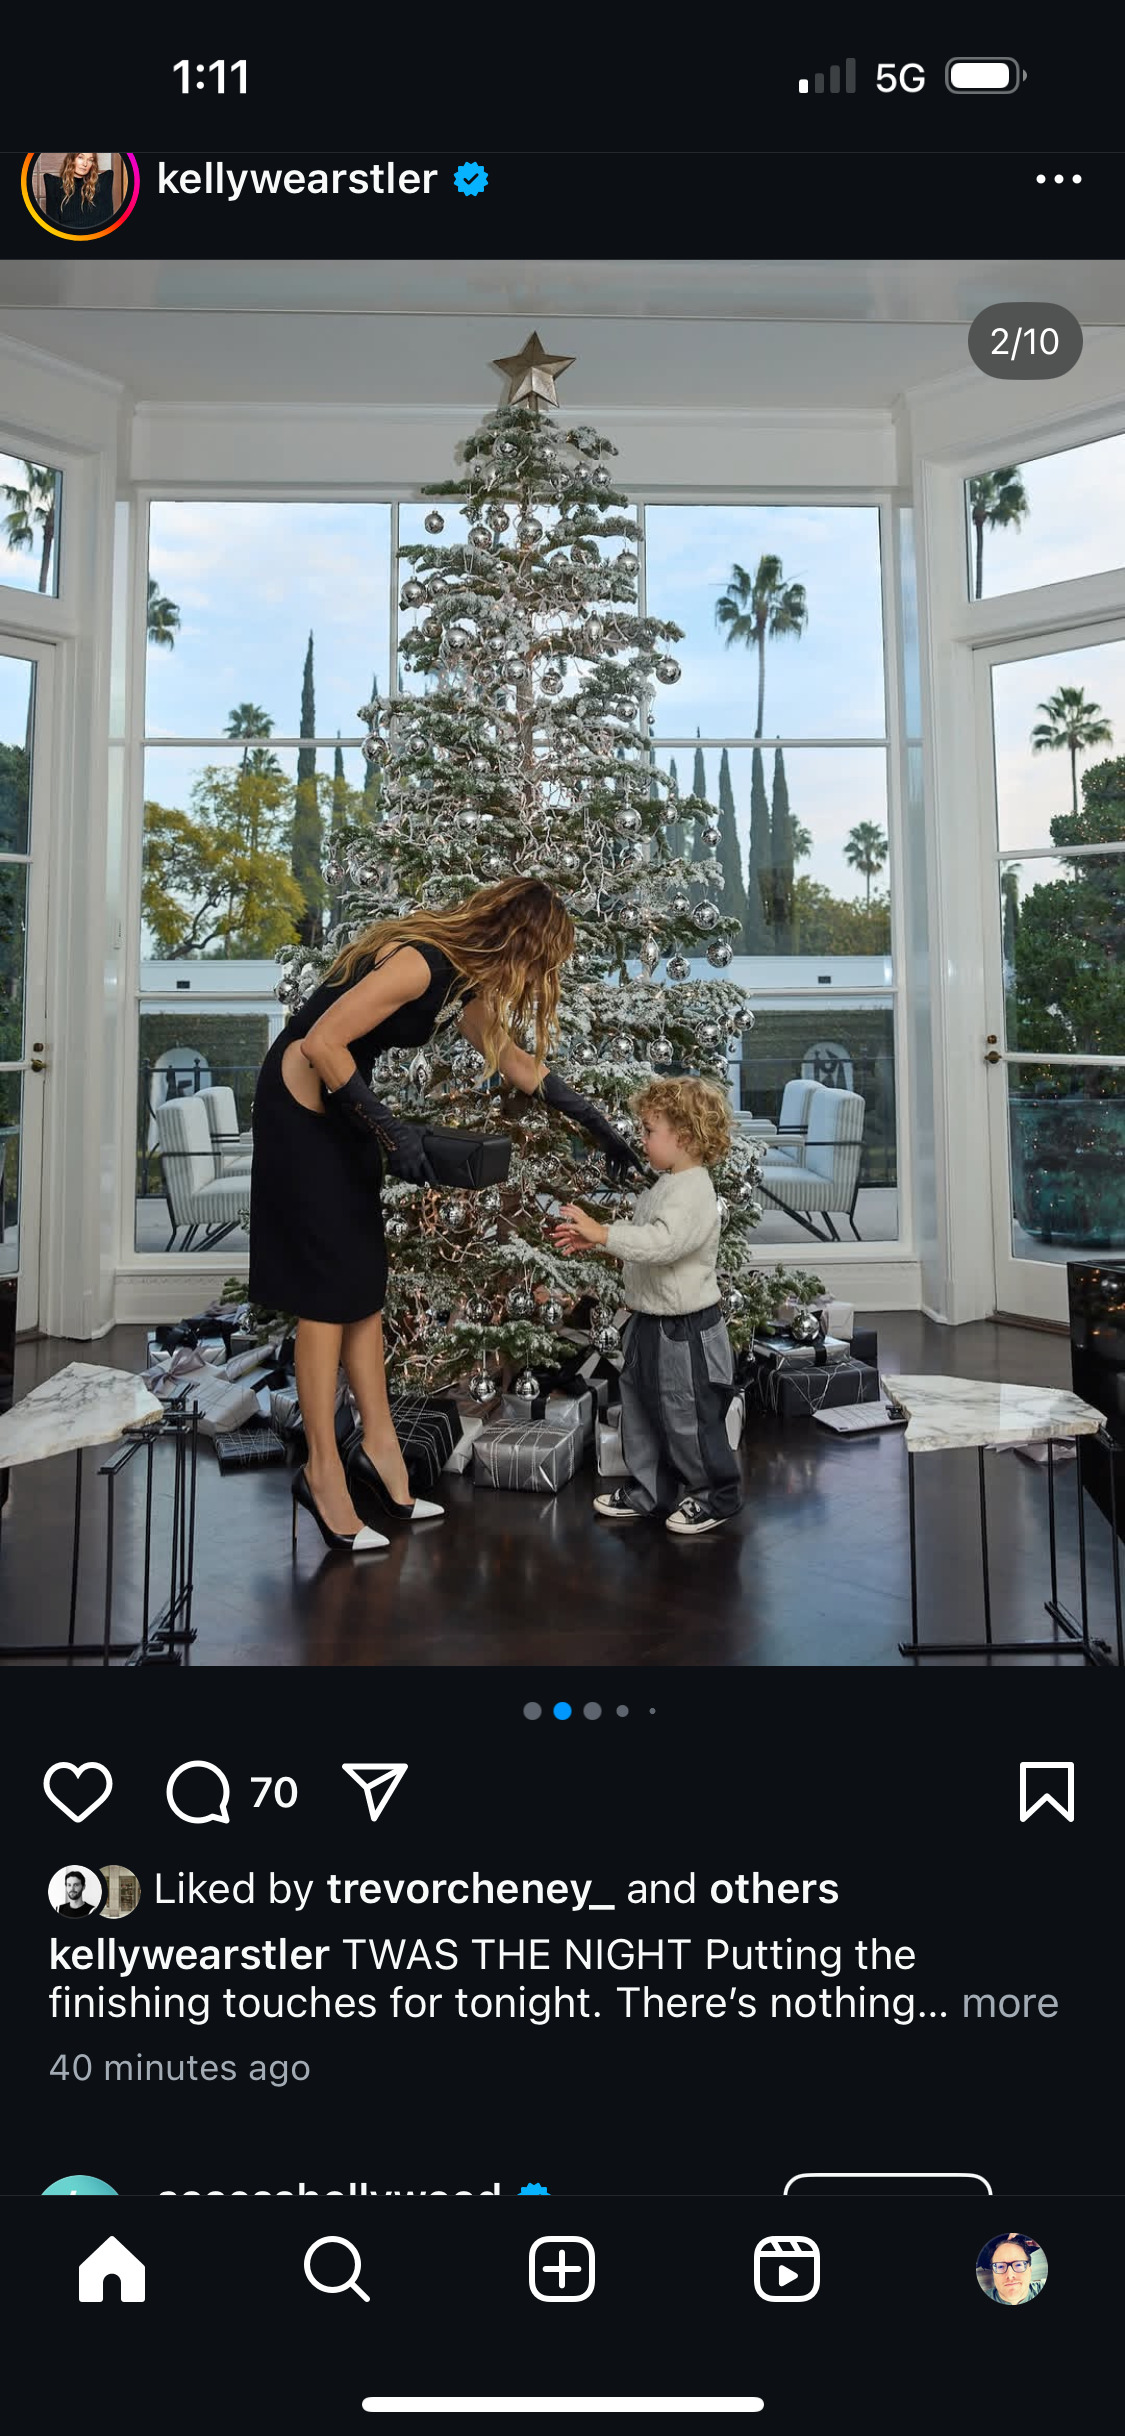 1:11
5G
kellywearstler
2/10
70
Liked by trevorcheney_ and others
kellywearstler TWAS THE NIGHT Putting the
finishing touches for tonight. There’s nothing... more
40 minutes ago